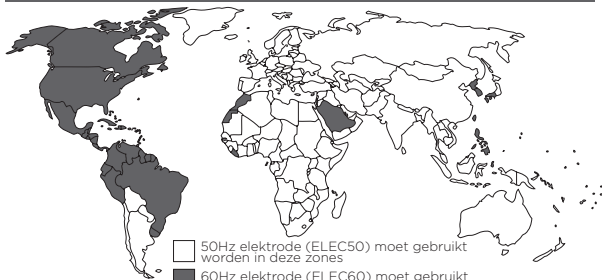 50Hz elektrode (ELEC50) moet gebruikt
worden in deze zones
60Hz elektrode (ELEC60) moet gebruikt